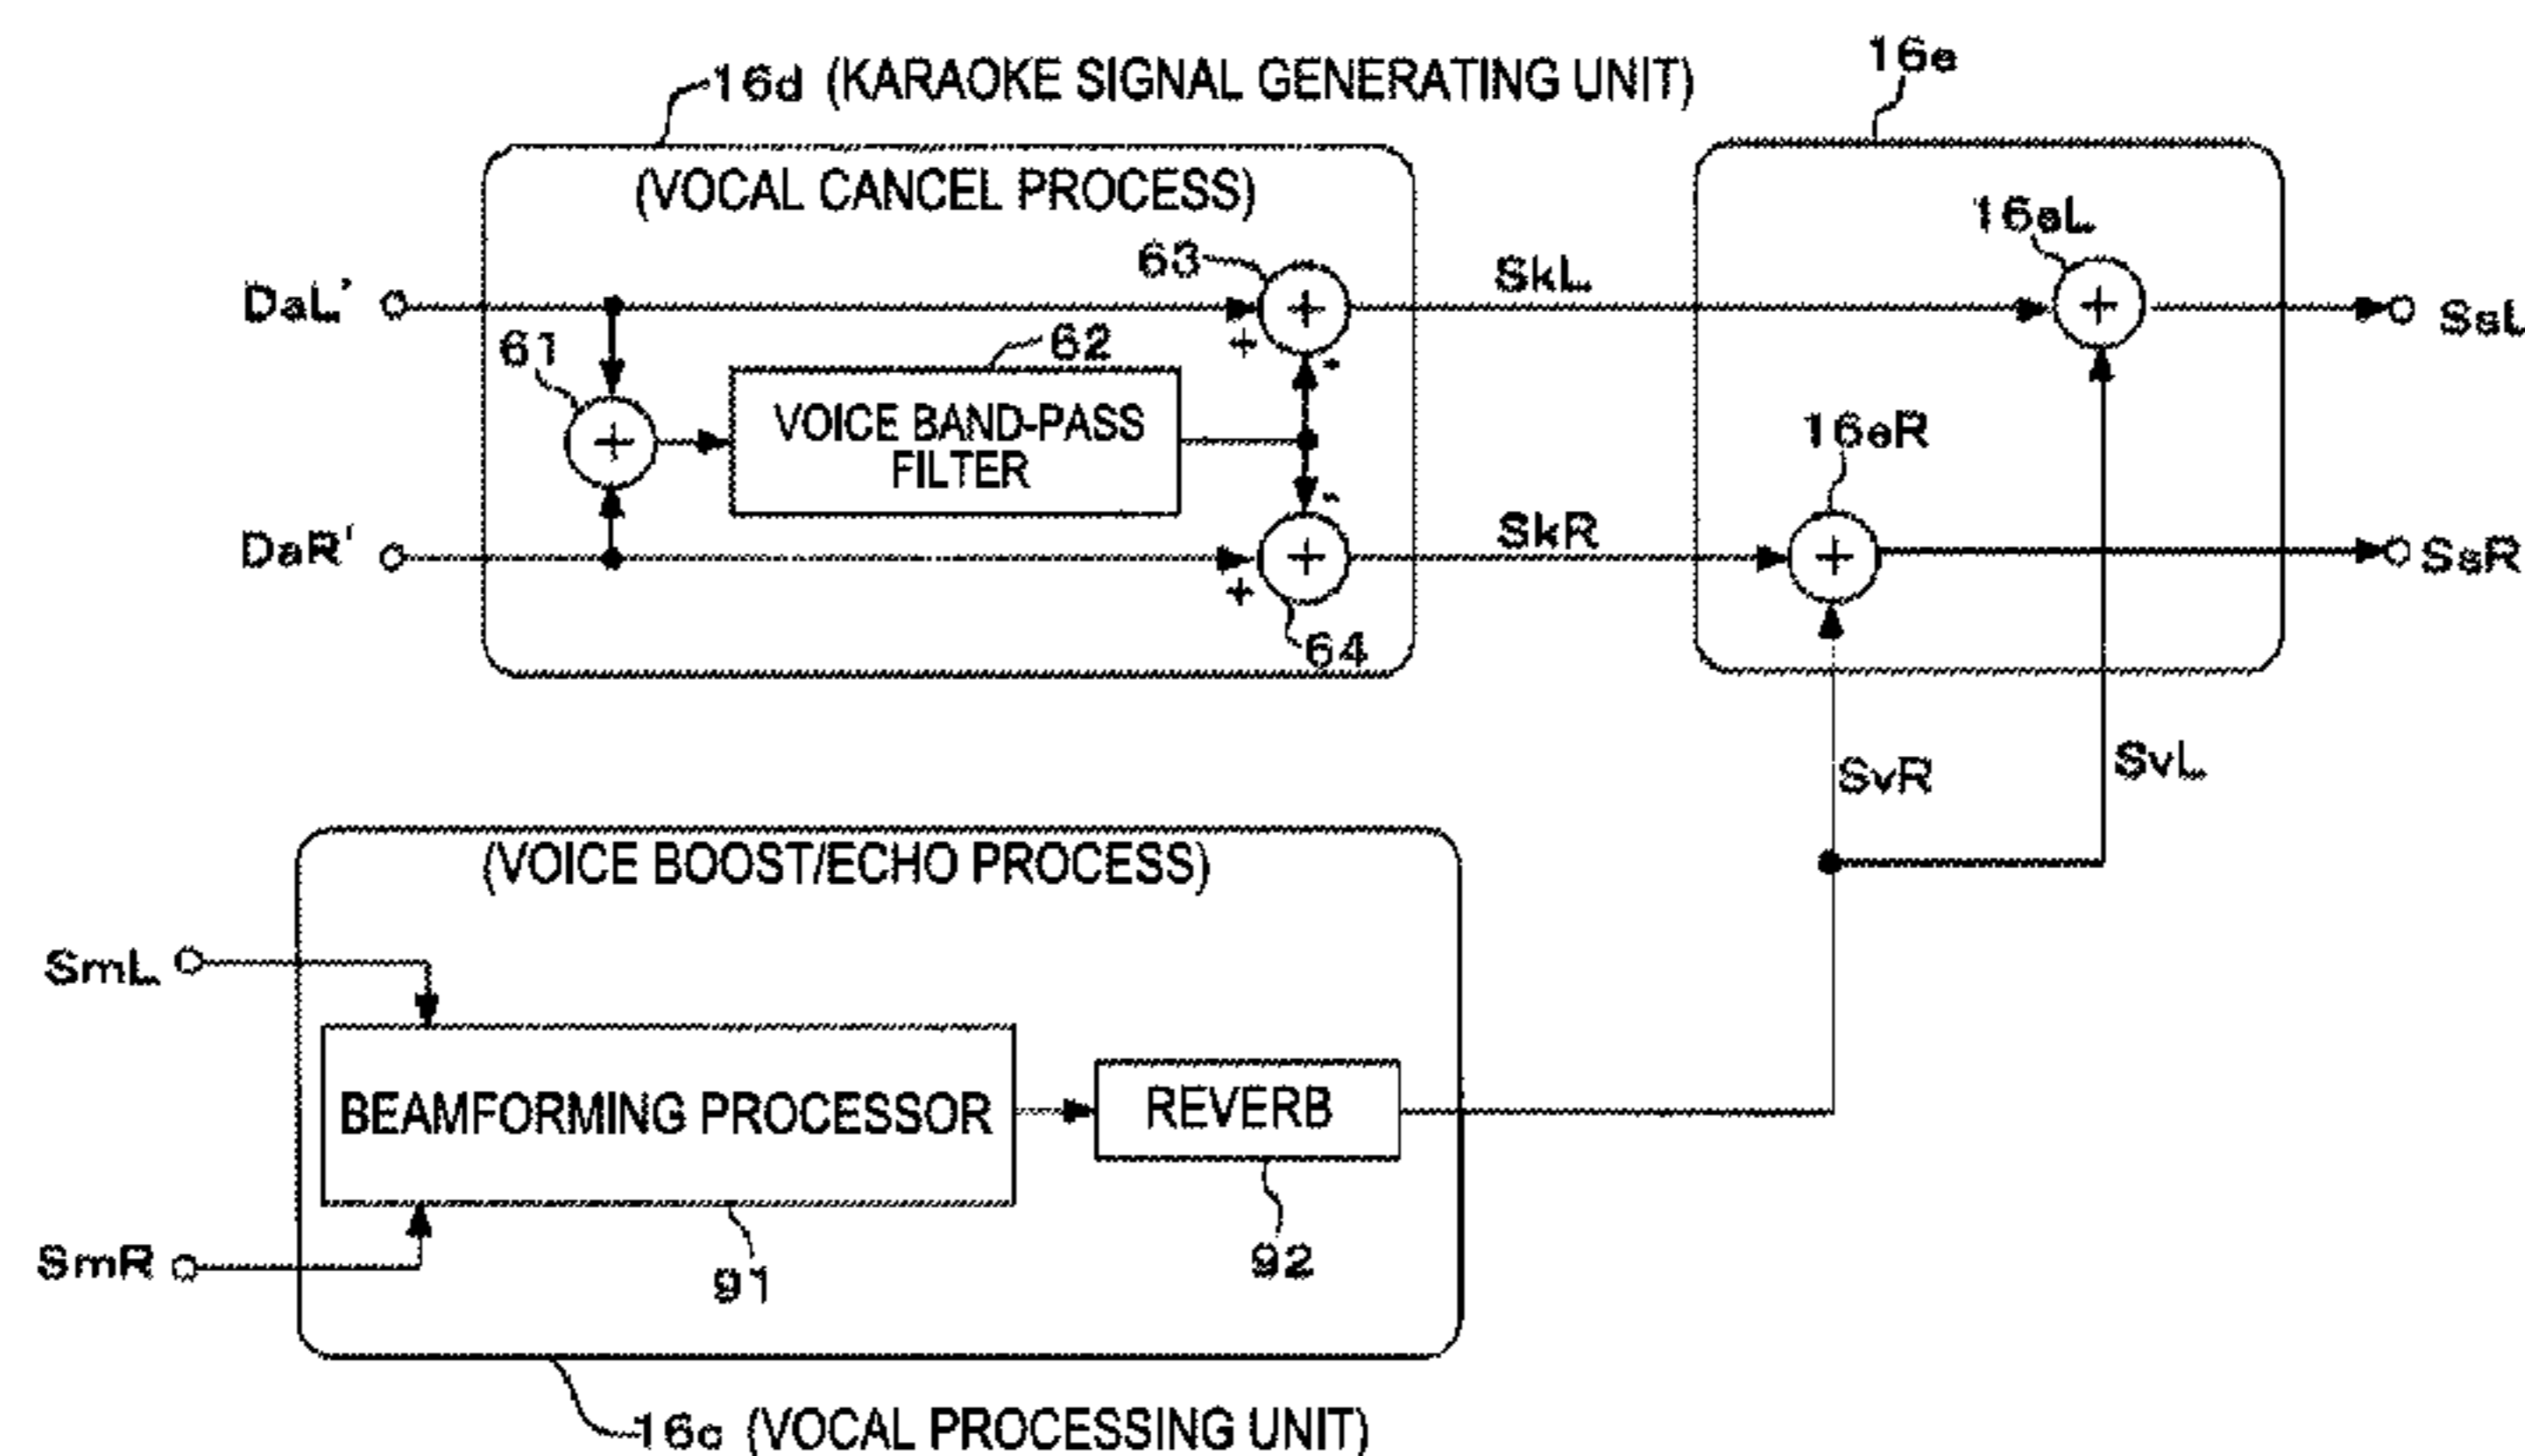 16d (KARAOKE SIGNAL GENERATING UNIT)
16e
(VOCAL CANCEL PROCESS)
16eL
63
SkL
DaL'
+
+
SsL
61
62
+
-
VOICE BAND-PASS
FILTER
+
16eR
-
SkR
DaR'
+
+
SsR
+
64
SvR
SvL
(VOICE BOOST/ECHO PROCESS)
SmL
BEAMFORMING PROCESSOR
REVERB
SmR
91
92
16c (VOCAL PROCESSING UNIT)